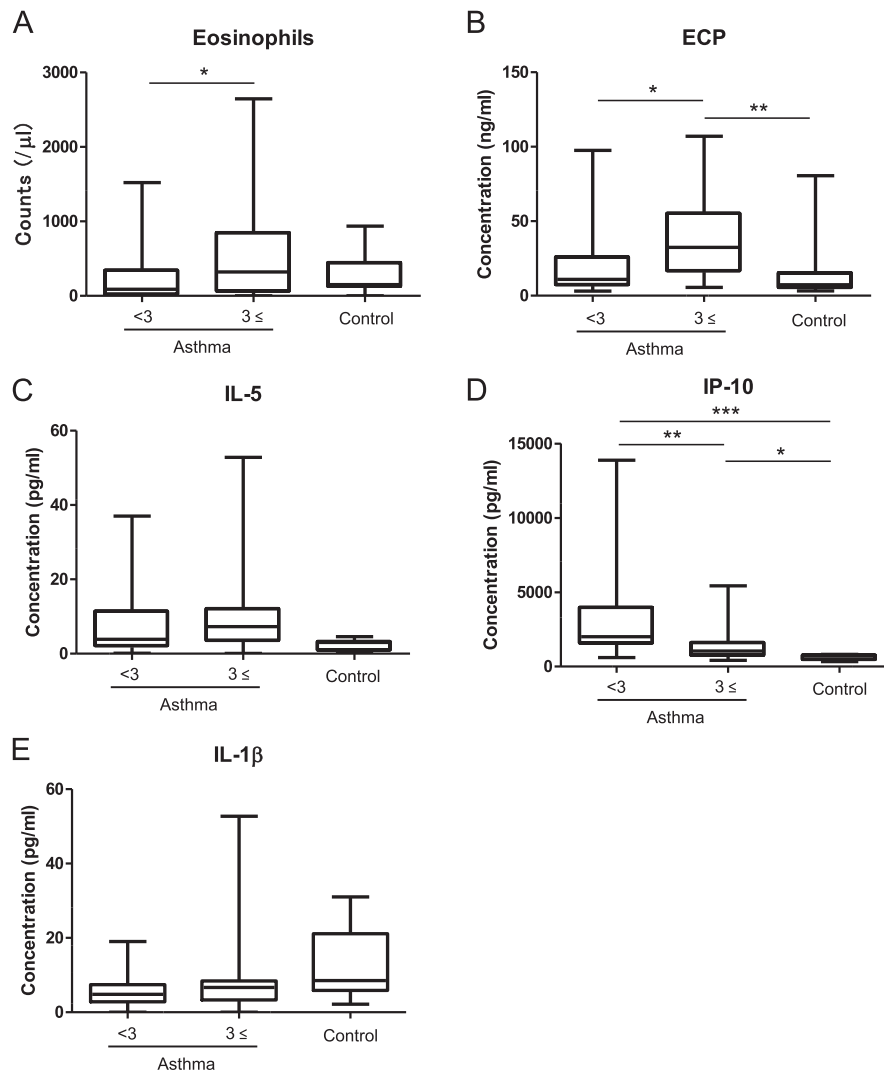 A
Eosinophils
Counts (/μl)
3000
2000
1000
0
*
<3
3 ≤
Control
Asthma
B
ECP
Concentration (ng/ml)
150
100
50
0
*
**
<3
3 ≤
Control
Asthma
C
IL-5
Concentration (pg/ml)
60
40
20
0
<3
3 ≤
Control
Asthma
D
IP-10
Concentration (pg/ml)
15000
10000
5000
0
***
**
*
<3
3 ≤
Control
Asthma
E
IL-1β
Concentration (pg/ml)
60
40
20
0
<3
3 ≤
Control
Asthma